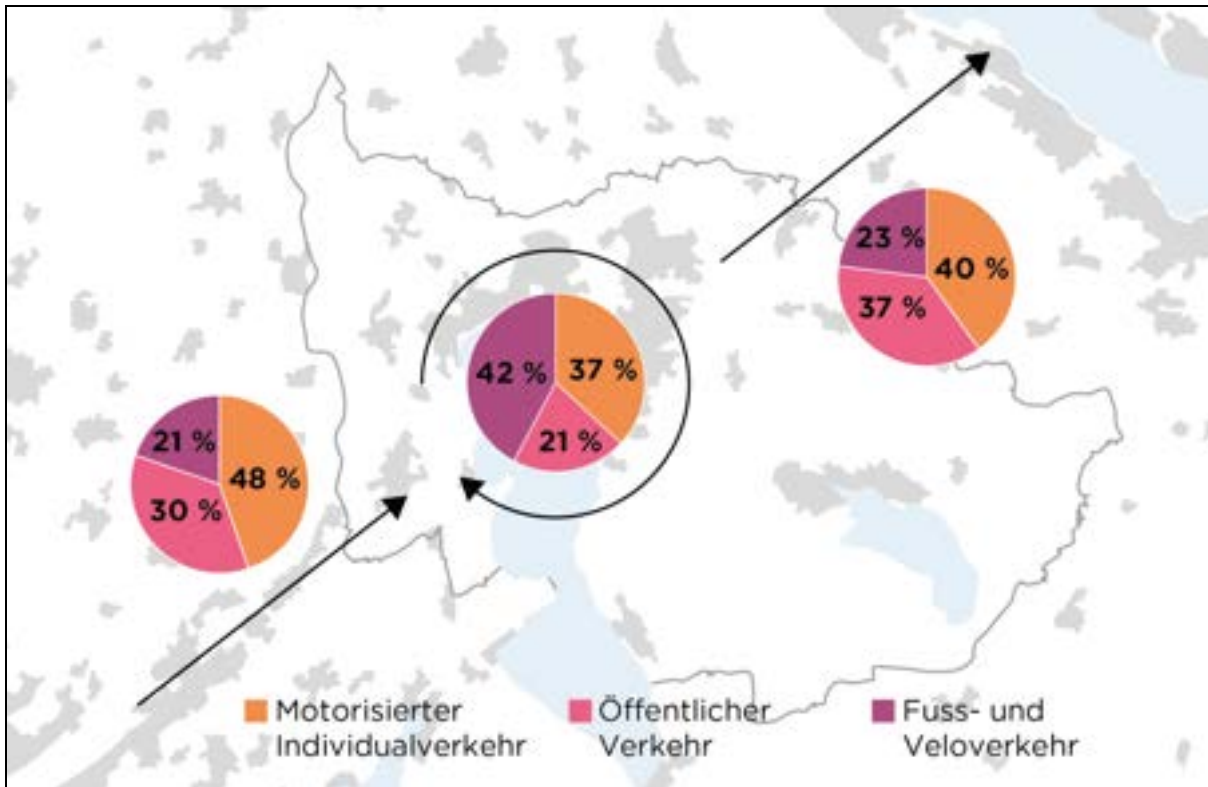 23 %
40 %
37 %
42 %
37 %
21 %
21 %
48 %
30 %
Motorisierter
Individualverkehr
Öffentlicher
Verkehr
Fuss- und
Veloverkehr